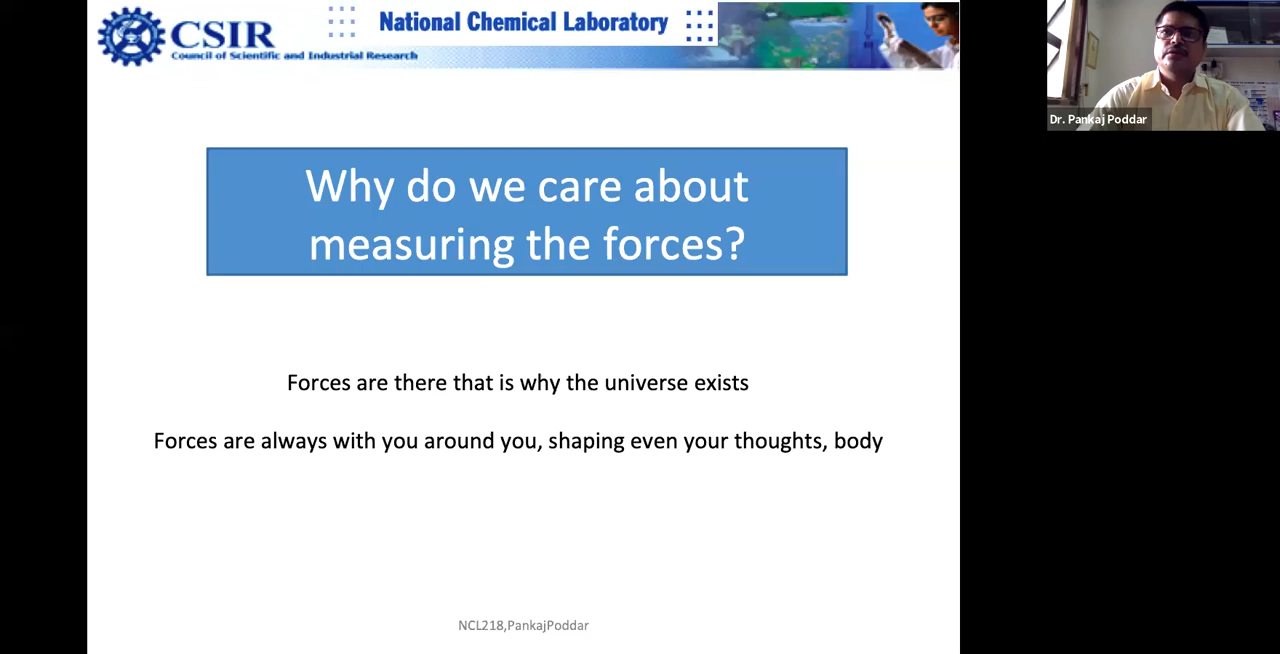 CSIR
Council of Scientific and Industrial Research
National Chemical Laboratory
Dr. Pankaj Poddar
Why do we care about
measuring the forces?
Forces are there that is why the universe exists
Forces are always with you around you, shaping even your thoughts, body
NCL218,PankajPoddar